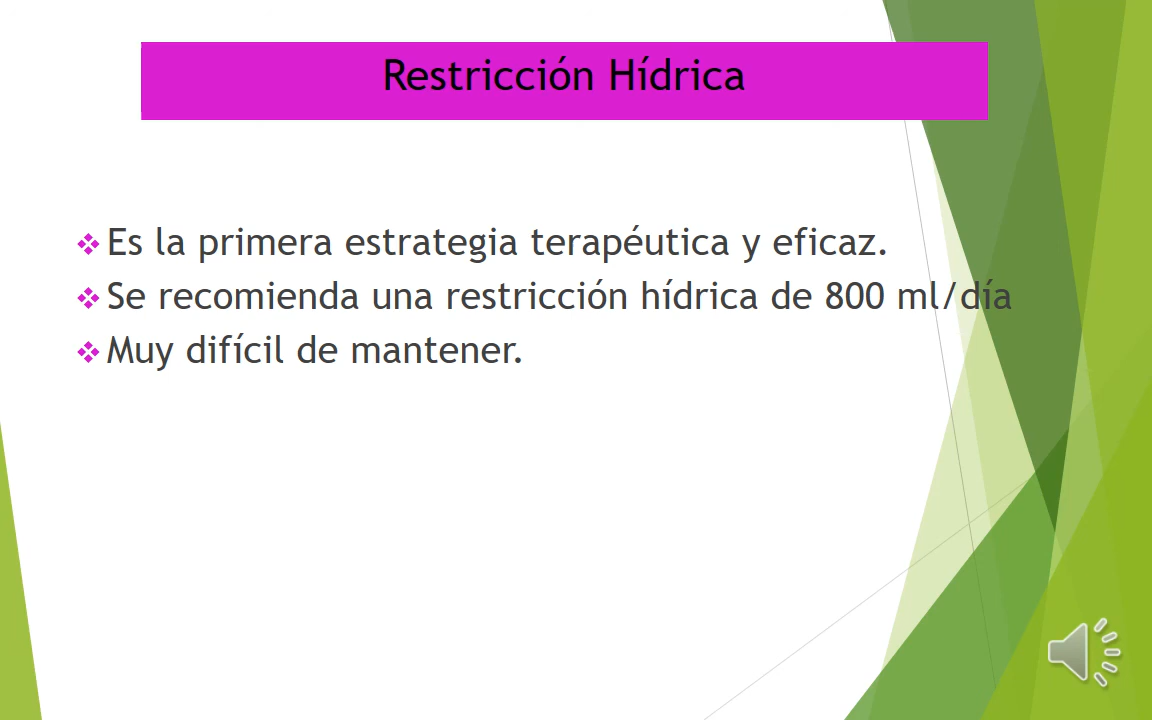 Restricción Hídrica
Es la primera estrategia terapéutica y eficaz.
Se recomienda una restricción hídrica de 800 ml/día
Muy difícil de mantener.